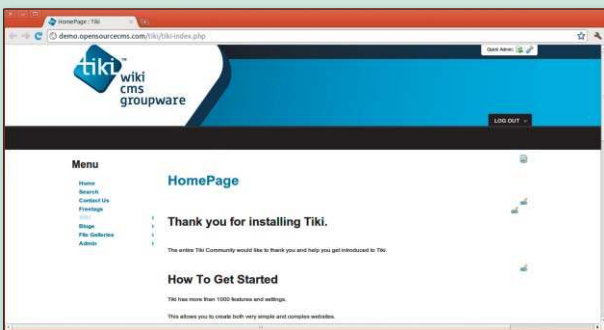 HomePage : Tiki
demo.opensourcecms.com/tiki/tiki-index.php
Quick Admin:
tiki
wiki
cms
groupware
LOG OUT
Menu
Home
Search
Contact Us
Freetags
Wiki
Blogs
File Galleries
Admin
HomePage
Thank you for installing Tiki.
The entire Tiki Community would like to thank you and help you get introduced to Tiki.
How To Get Started
Tiki has more than 1000 features and settings.
This allows you to create both very simple and complex websites.